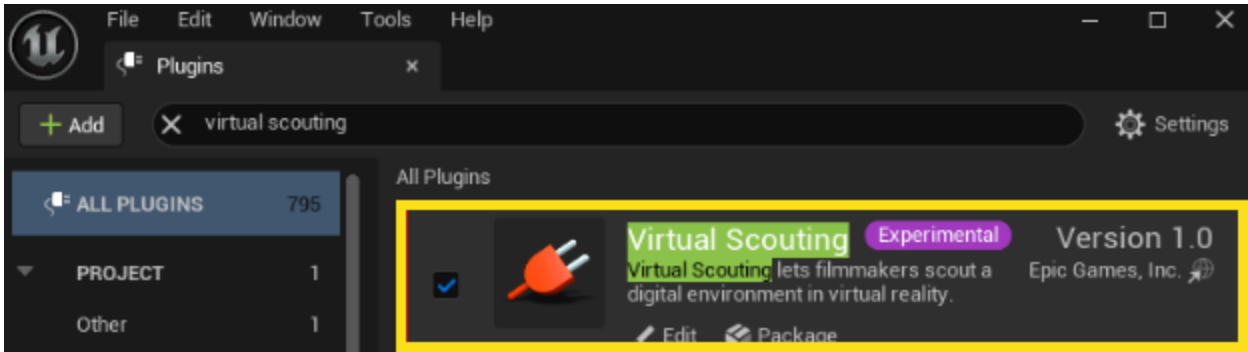 File Edit Window Tools Help
Plugins
+ Add
virtual scouting
Settings
ALL PLUGINS 795
PROJECT 1
Other 1
All Plugins
Virtual Scouting Experimental Version 1.0
Virtual Scouting lets filmmakers scout a Epic Games, Inc.
digital environment in virtual reality.
Edit Package